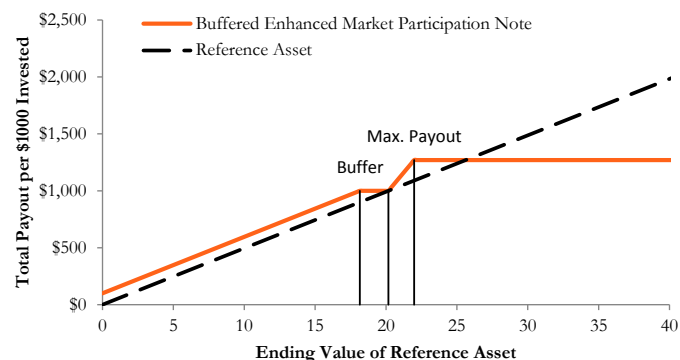 $2,500
Buffered Enhanced Market Participation Note
Reference Asset
$2,000
$1,500
Max. Payout
Buffer
$1,000
$500
$0
Total Payout per $1000 Invested
0 5 10 15 20 25 30 35 40
Ending Value of Reference Asset